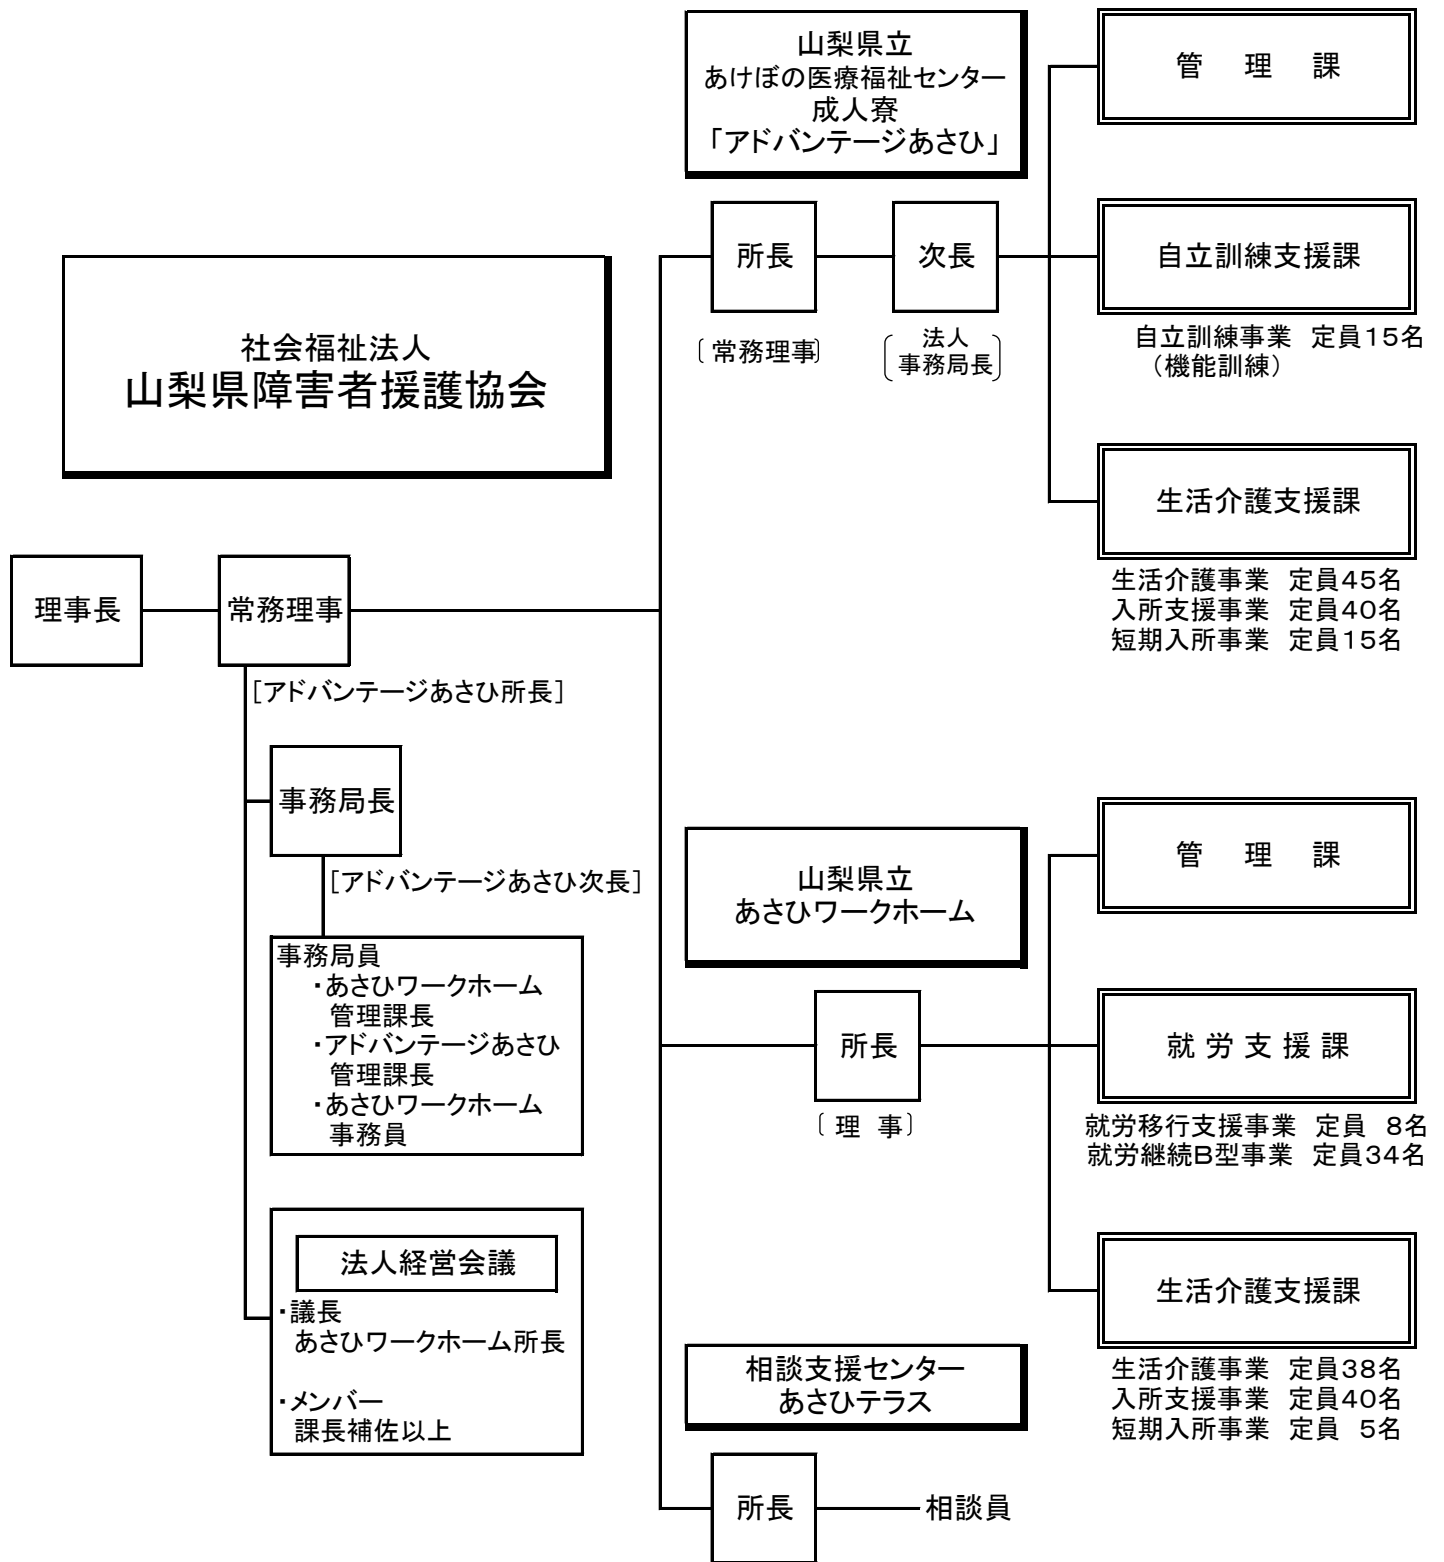 社会福祉法人
山梨県障害者援護協会
理事長
常務理事
[アドバンテージあさひ所長]
事務局長
[アドバンテージあさひ次長]
事務局員
・あさひワークホーム
管理課長
・アドバンテージあさひ
管理課長
・あさひワークホーム
事務員
法人経営会議
・議長
あさひワークホーム所長
・メンバー
課長補佐以上
山梨県立
あけぼの医療福祉センター
成人寮
「アドバンテージあさひ」
所長
〔常務理事〕
次長
法人
事務局長
管 理 課
自立訓練支援課
自立訓練事業 定員15名
（機能訓練）
生活介護支援課
生活介護事業 定員45名
入所支援事業 定員40名
短期入所事業 定員15名
山梨県立
あさひワークホーム
所長
〔理 事〕
管 理 課
就 労 支 援 課
就労移行支援事業 定員 8名
就労継続B型事業 定員34名
生活介護支援課
生活介護事業 定員38名
入所支援事業 定員40名
短期入所事業 定員 5名
相談支援センター
あさひテラス
所長
相談員